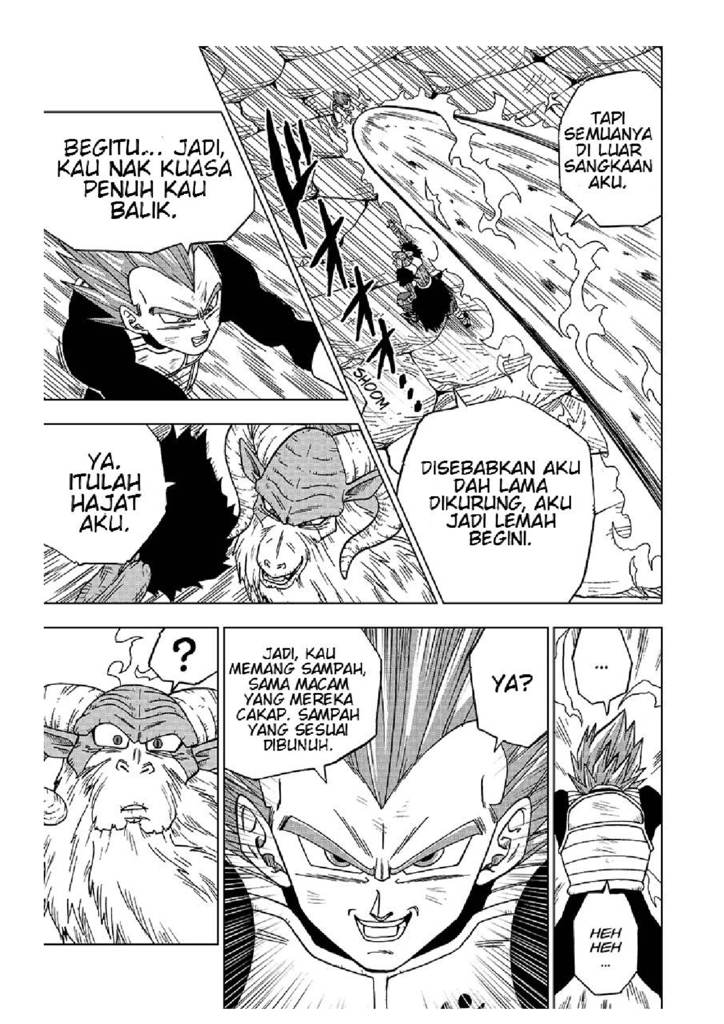 TAPI
SEMUANYA
DI LUAR
SANGKAAN
AKU.
SHOOM
DISEBABKAN AKU
DAH LAMA
DIKURUNG, AKU
JADI LEMAH
BEGINI.
BEGITU... JADI,
KAU NAK KUASA
PENUH KAU
BALIK.
YA.
ITULAH
HAJAT
AKU.
...
HEH
HEH
...
YA?
JADI, KAU
MEMANG SAMPAH,
SAMA MACAM
YANG MEREKA
CAKAP. SAMPAH
YANG SESUAI
DIBUNUH.
?